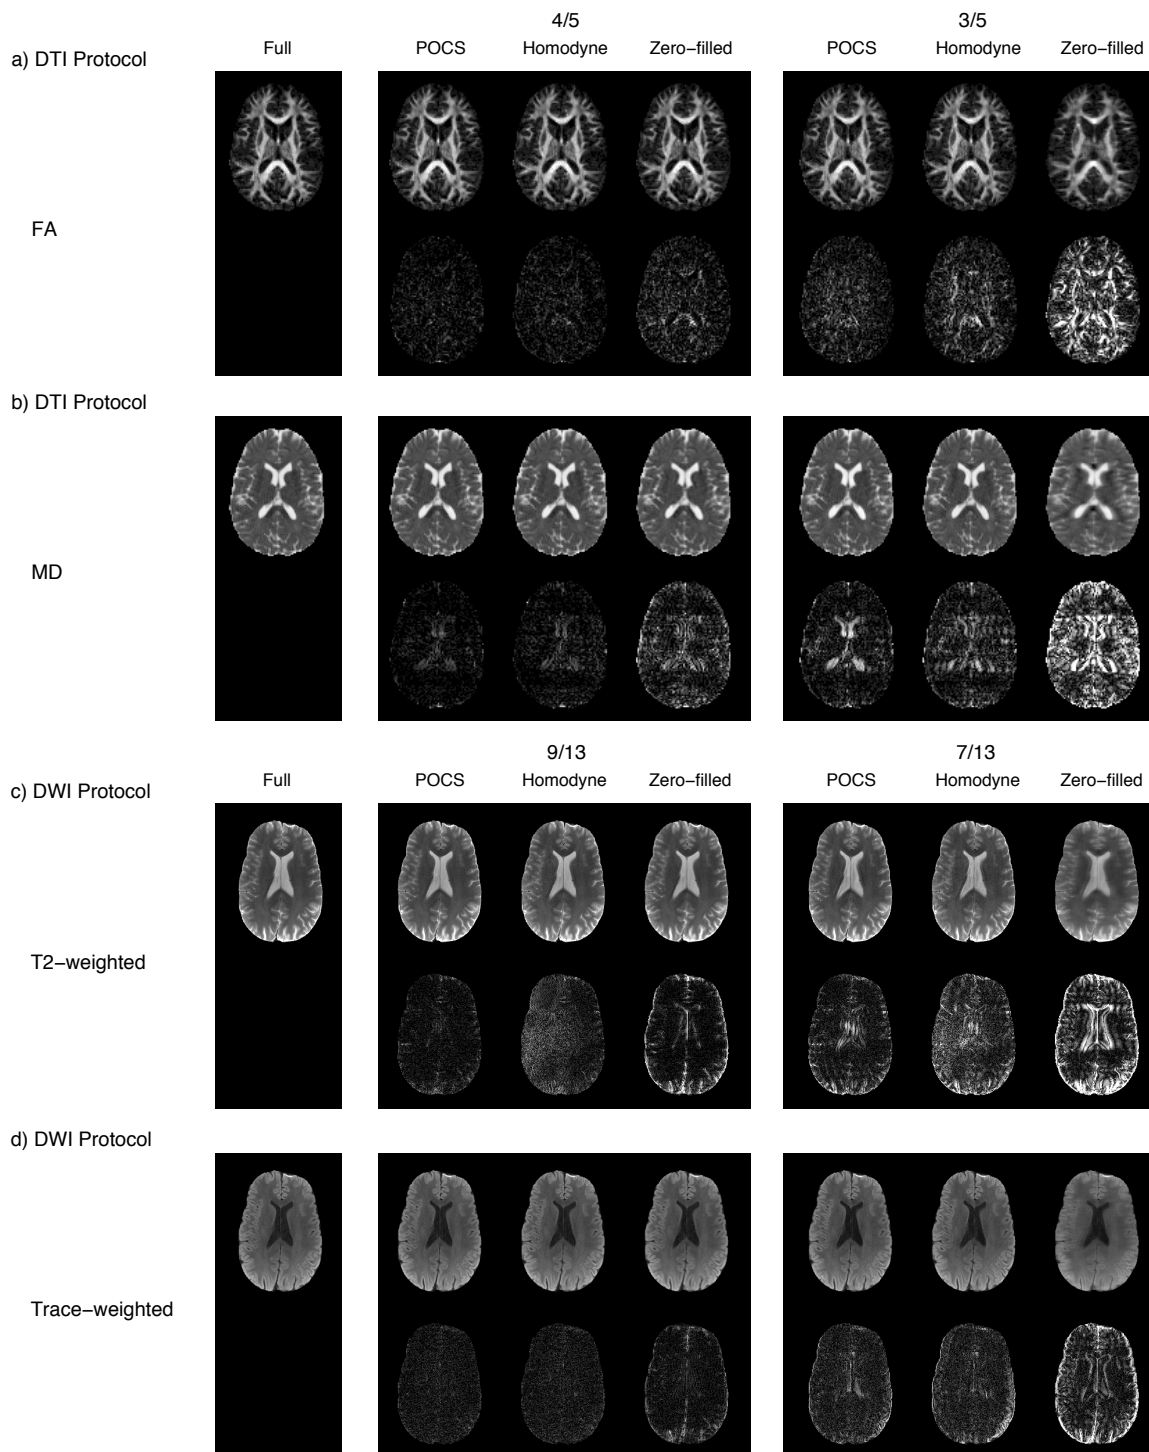 4/5 3/5
Full POCS Homodyne Zero−filled POCS Homodyne Zero−filled
a) DTI Protocol
FA
b) DTI Protocol
MD
9/13 7/13
Full POCS Homodyne Zero−filled POCS Homodyne Zero−filled
c) DWI Protocol
T2−weighted
d) DWI Protocol
Trace−weighted